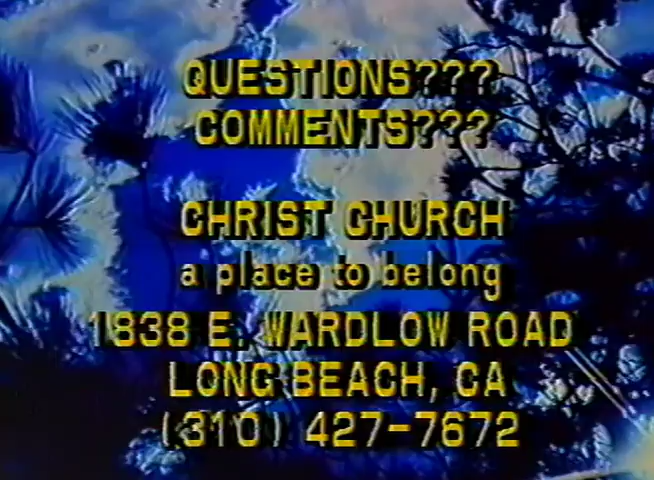 QUESTIONS???
COMMENTS???
CHRIST CHURCH
a place to belong
1838 E. WARDLOW ROAD
LONG BEACH, CA
(310) 427-7672